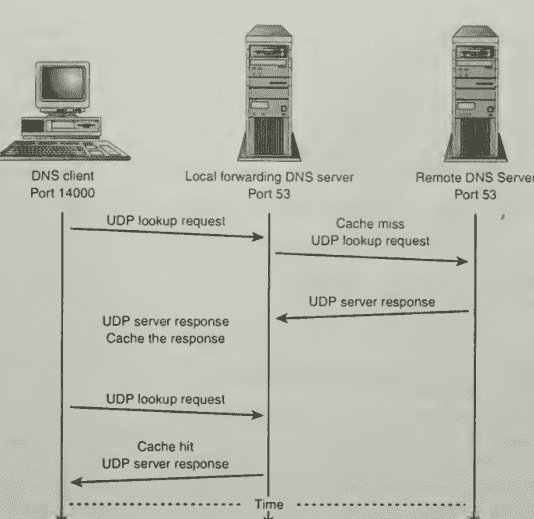 DNS client
Port 14000
Local forwarding DNS server
Port 53
Remote DNS Server
Port 53
UDP lookup request
Cache miss
UDP lookup request
UDP server response
UDP server response
Cache the response
UDP lookup request
Cache hit
UDP server response
Time